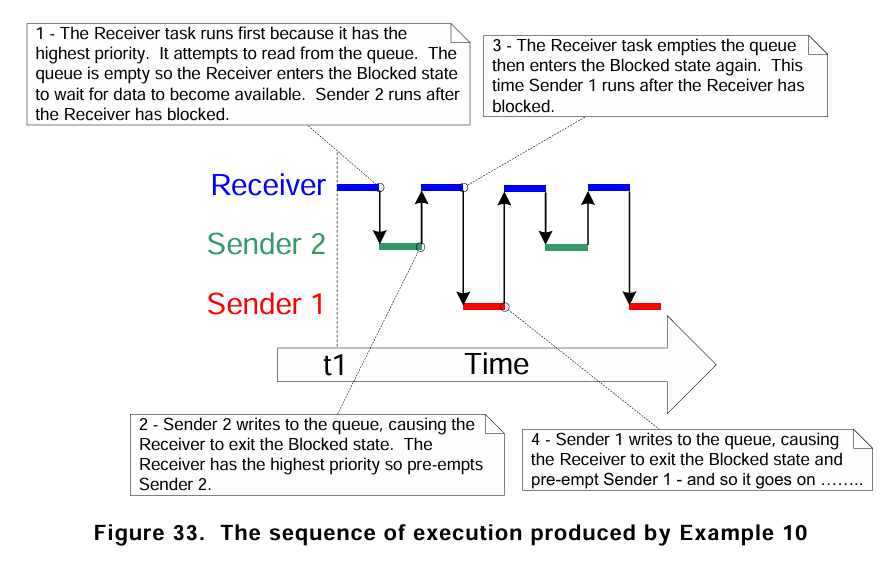 1 - The Receiver task runs first because it has the
highest priority. It attempts to read from the queue. The
queue is empty so the Receiver enters the Blocked state
to wait for data to become available. Sender 2 runs after
the Receiver has blocked.
3 - The Receiver task empties the queue
then enters the Blocked state again. This
time Sender 1 runs after the Receiver has
blocked.
Receiver
Sender 2
Sender 1
t1
Time
2 - Sender 2 writes to the queue, causing the
Receiver to exit the Blocked state. The
Receiver has the highest priority so pre-empts
Sender 2.
4 - Sender 1 writes to the queue, causing
the Receiver to exit the Blocked state and
pre-empt Sender 1 - and so it goes on ……..
Figure 33. The sequence of execution produced by Example 10